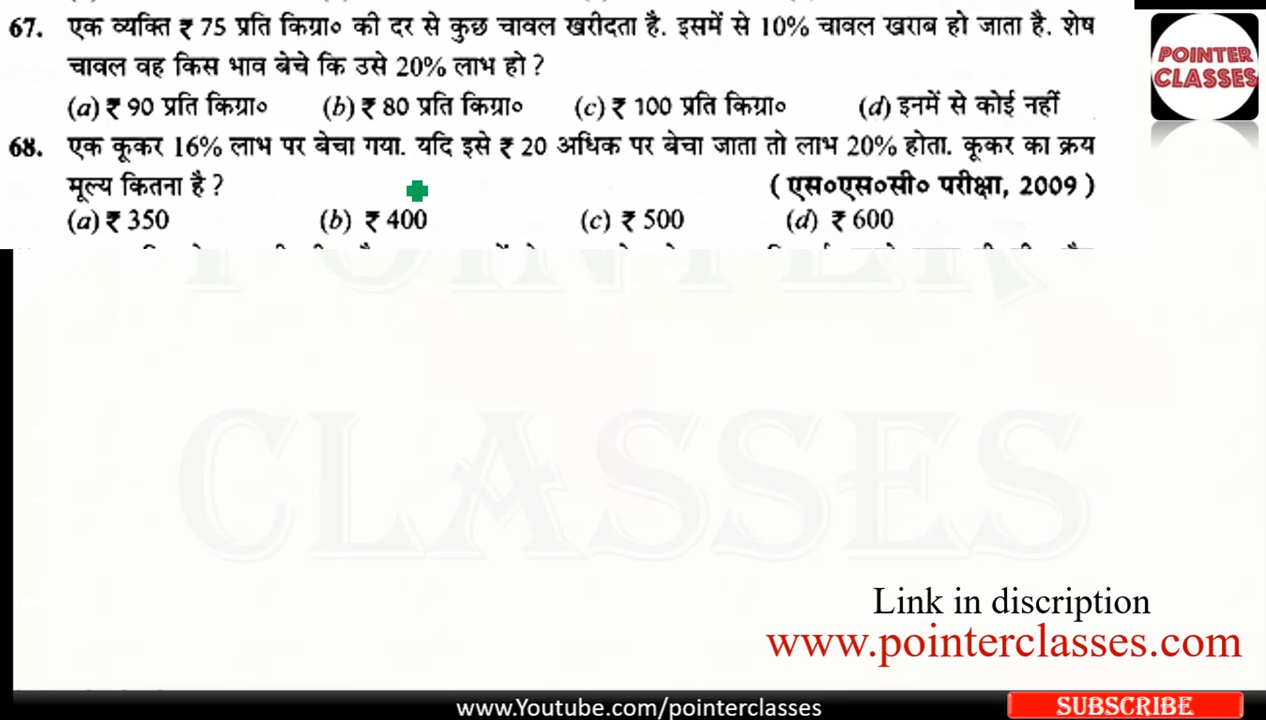 67. एक व्यक्ति ₹ 75 प्रति किग्रा० की दर से कुछ चावल खरीदता है. इसमें से 10% चावल खराब हो जाता है. शेष
चावल वह किस भाव बेचे कि उसे 20% लाभ हो ?
(a) ₹ 90 प्रति किग्रा० (b) ₹ 80 प्रति किग्रा० (c) ₹ 100 प्रति किग्रा० (d) इनमें से कोई नहीं
68. एक कूकर 16% लाभ पर बेचा गया. यदि इसे ₹ 20 अधिक पर बेचा जाता तो लाभ 20% होता. कूकर का क्रय
मूल्य कितना है ? ( एस०एस०सी० परीक्षा, 2009 )
(a) ₹ 350 (b) ₹ 400 (c) ₹ 500 (d) ₹ 600
POINTER
CLASSES
POINTER
CLASSES
Link in discription
www.pointerclasses.com
www.Youtube.com/pointerclasses
SUBSCRIBE